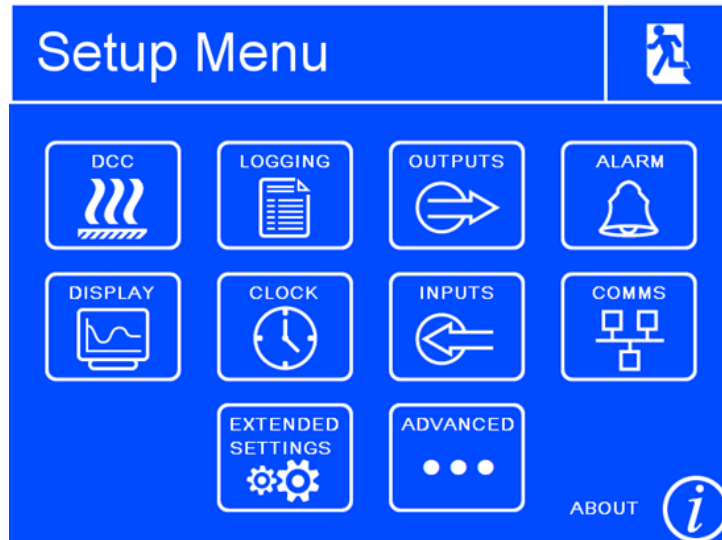 Setup Menu
DCC
LOGGING
OUTPUTS
ALARM
DISPLAY
CLOCK
INPUTS
COMMS
EXTENDED
SETTINGS
ADVANCED
ABOUT
i